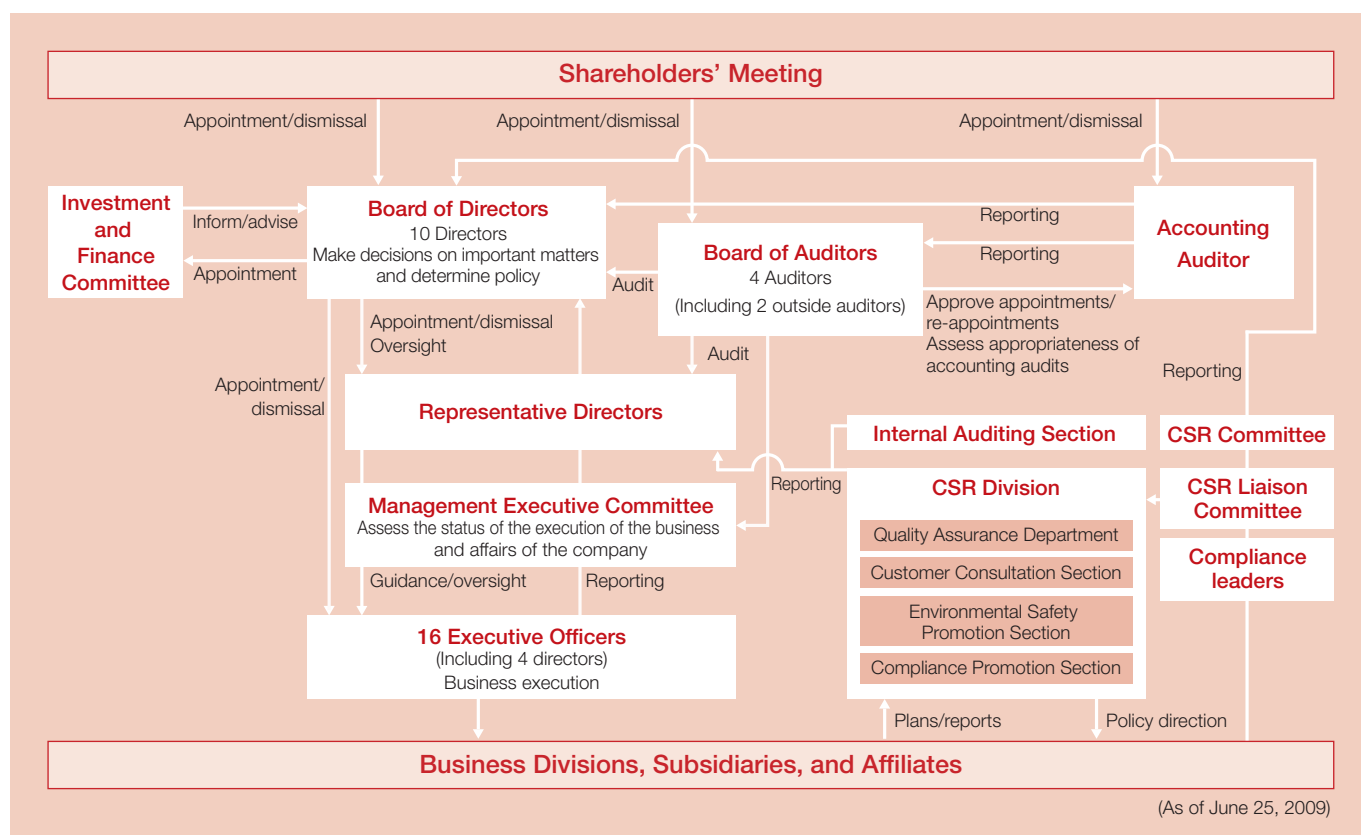 Shareholders' Meeting
Appointment/dismissal
Appointment/dismissal
Appointment/dismissal
Investment
and
Finance
Committee
Inform/advise
Appointment
Board of Directors
10 Directors
Make decisions on important matters
and determine policy
Audit
Board of Auditors
4 Auditors
(Including 2 outside auditors)
Reporting
Reporting
Accounting
Auditor
Approve appointments/
re-appointments
Assess appropriateness of
accounting audits
Appointment/dismissal
Oversight
Audit
Appointment/
dismissal
Reporting
Representative Directors
Internal Auditing Section
CSR Committee
Reporting
CSR Division
CSR Liaison
Committee
Management Executive Committee
Assess the status of the execution of the business
and affairs of the company
Quality Assurance Department
Customer Consultation Section
Environmental Safety
Promotion Section
Compliance Promotion Section
Compliance
leaders
Guidance/oversight
Reporting
16 Executive Officers
(Including 4 directors)
Business execution
Plans/reports
Policy direction
Business Divisions, Subsidiaries, and Affiliates
(As of June 25, 2009)